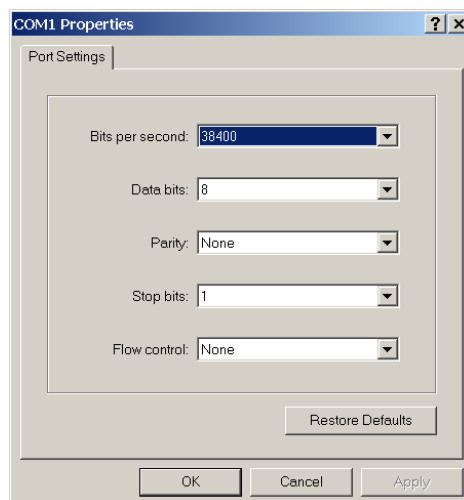 COM1 Properties
Port Settings
Bits per second: 38400
Data bits: 8
Parity: None
Stop bits: 1
Flow control: None
Restore Defaults
OK Cancel Apply